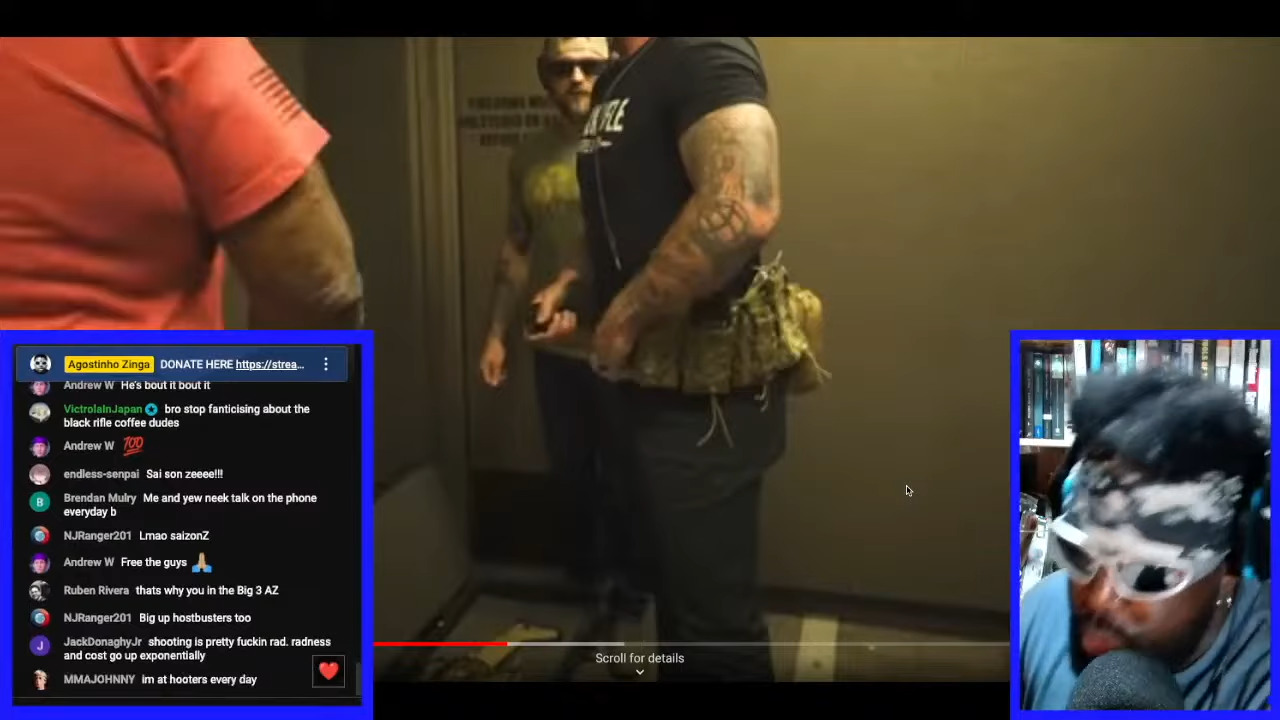 Agostinho Zinga DONATE HERE https://strea...
Andrew W He's bout it bout it
VictrolaInJapan bro stop fanticising about the
black rifle coffee dudes
Andrew W 💯
endless-senpai Sai son zeeee!!!
Brendan Mulry Me and yew neek talk on the phone
everyday b
NJRanger201 Lmao saizonZ
Andrew W Free the guys 🙏
Ruben Rivera thats why you in the Big 3 AZ
NJRanger201 Big up hostbusters too
JackDonaghyJr shooting is pretty fuckin rad. radness
and cost go up exponentially
MMAJOHNNY im at hooters every day
B
J
Scroll for details